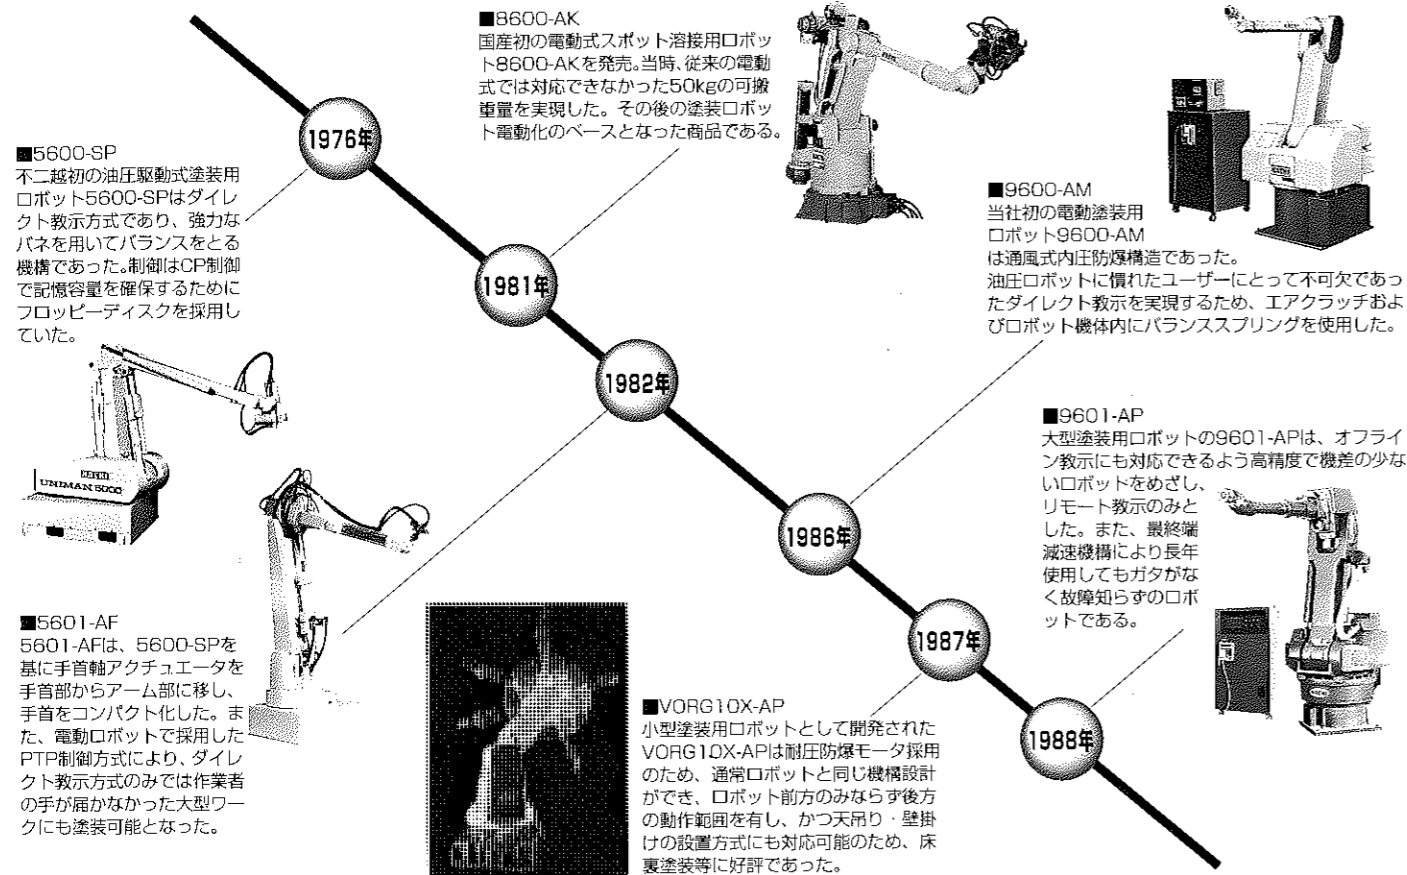 1976年
■5600-SP
不二越初の油圧駆動式塗装用
ロボット5600-SPはダイレ
クト教示方式であり、強力な
バネを用いてバランスをとる
機構であった。制御はCP制御
で記憶容量を確保するために
フロッピーディスクを採用し
ていた。
NACHI
UNIMAN 5000
1981年
■8600-AK
国産初の電動式スポット溶接用ロボッ
ト8600-AKを発売。当時、従来の電動
式では対応できなかった50kgの可搬
重量を実現した。その後の塗装ロボッ
ト電動化のベースとなった商品である。
1982年
■5601-AF
5601-AFは、5600-SPを
基に手首軸アクチュエータを
手首部からアーム部に移し、
手首をコンパクト化した。ま
た、電動ロボットで採用した
PTP制御方式により、ダイレ
クト教示方式のみでは作業者
の手が届かなかった大型ワー
クにも塗装可能となった。
1986年
■9600-AM
当社初の電動塗装用
ロボット9600-AM
は通風式内圧防爆構造であった。
油圧ロボットに慣れたユーザーにとって不可欠であっ
たダイレクト教示を実現するため、エアクラッチおよ
びロボット機体内にバランススプリングを使用した。
1987年
■VORG10X-AP
小型塗装用ロボットとして開発された
VORG10X-APは耐圧防爆モータ採用
のため、通常ロボットと同じ機構設計
ができ、ロボット前方のみならず後方
の動作範囲を有し、かつ天吊り・壁掛
けの設置方式にも対応可能のため、床
裏塗装等に好評であった。
1988年
■9601-AP
大型塗装用ロボットの9601-APは、オフライ
ン教示にも対応できるよう高精度で機差の少な
いロボットをめざし、
リモート教示のみと
した。また、最終端
減速機構により長年
使用してもガタがな
く故障知らずのロボ
ットである。